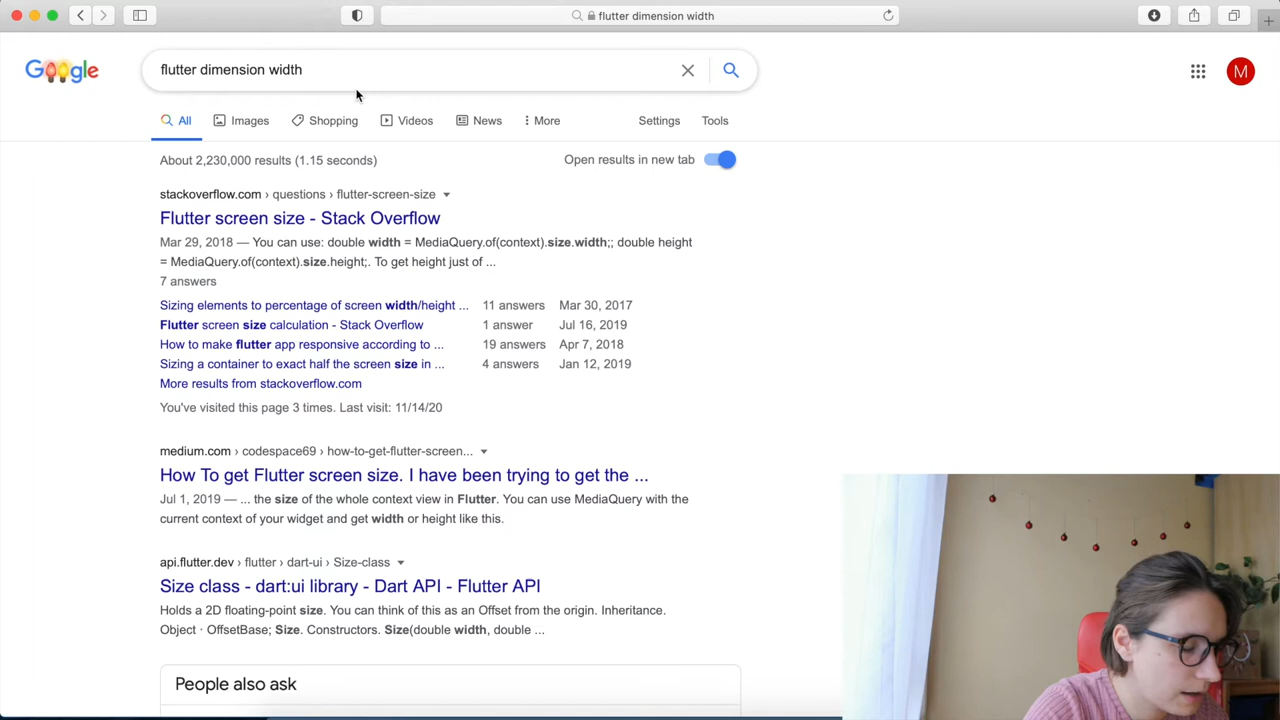 flutter dimension width
Google
flutter dimension width
M
All
Images
Shopping
Videos
News
More
Settings
Tools
About 2,230,000 results (1.15 seconds)
Open results in new tab
stackoverflow.com › questions › flutter-screen-size
Flutter screen size - Stack Overflow
Mar 29, 2018 — You can use: double width = MediaQuery.of(context).size.width;; double height
= MediaQuery.of(context).size.height;. To get height just of ...
7 answers
Sizing elements to percentage of screen width/height ... 11 answers Mar 30, 2017
Flutter screen size calculation - Stack Overflow 1 answer Jul 16, 2019
How to make flutter app responsive according to ... 19 answers Apr 7, 2018
Sizing a container to exact half the screen size in ... 4 answers Jan 12, 2019
More results from stackoverflow.com
You've visited this page 3 times. Last visit: 11/14/20
medium.com › codespace69 › how-to-get-flutter-screen...
How To get Flutter screen size. I have been trying to get the ...
Jul 1, 2019 — ... the size of the whole context view in Flutter. You can use MediaQuery with the
current context of your widget and get width or height like this.
api.flutter.dev › flutter › dart-ui › Size-class
Size class - dart:ui library - Dart API - Flutter API
Holds a 2D floating-point size. You can think of this as an Offset from the origin. Inheritance.
Object · OffsetBase; Size. Constructors. Size(double width, double ...
People also ask